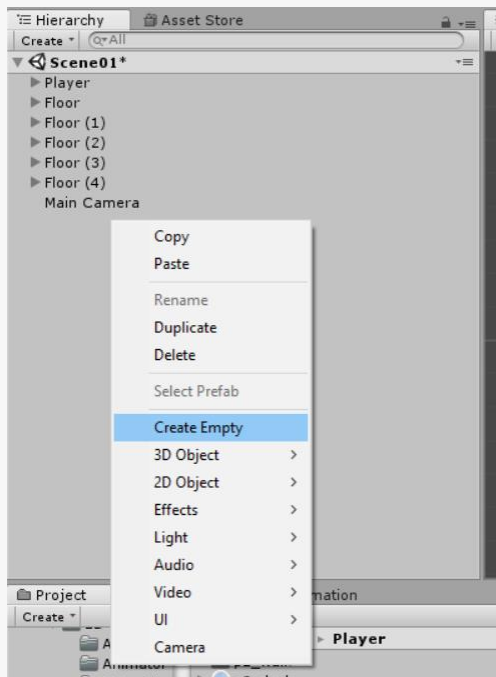 Hierarchy Asset Store
Create All
Scene01*
Player
Floor
Floor (1)
Floor (2)
Floor (3)
Floor (4)
Main Camera
Copy
Paste
Rename
Duplicate
Delete
Select Prefab
Create Empty
3D Object
2D Object
Effects
Light
Audio
Video
UI
Camera
Project
Create
Player
Animator